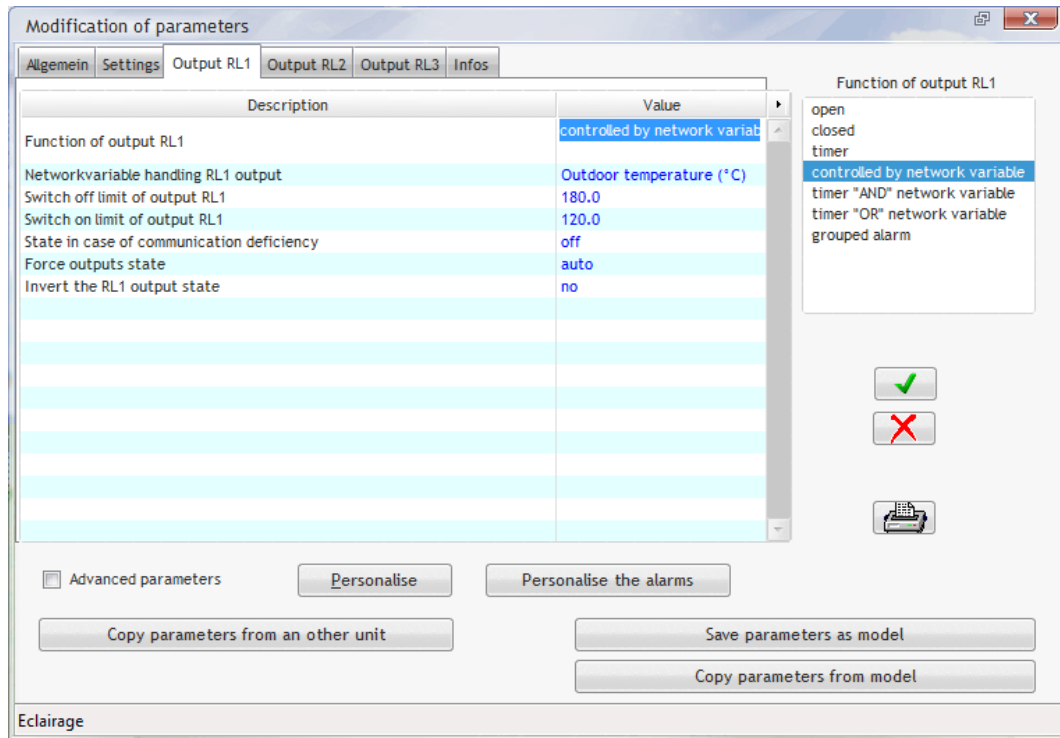 Modification of parameters
Allgemein Settings Output RL1 Output RL2 Output RL3 Infos
Description Value
Function of output RL1 controlled by network variab
Networkvariable handling RL1 output Outdoor temperature (°C)
Switch off limit of output RL1 180.0
Switch on limit of output RL1 120.0
State in case of communication deficiency off
Force outputs state auto
Invert the RL1 output state no
Function of output RL1
open
closed
timer
controlled by network variable
timer "AND" network variable
timer "OR" network variable
grouped alarm
Advanced parameters Personalise Personalise the alarms
Copy parameters from an other unit Save parameters as model
Copy parameters from model
Eclairage